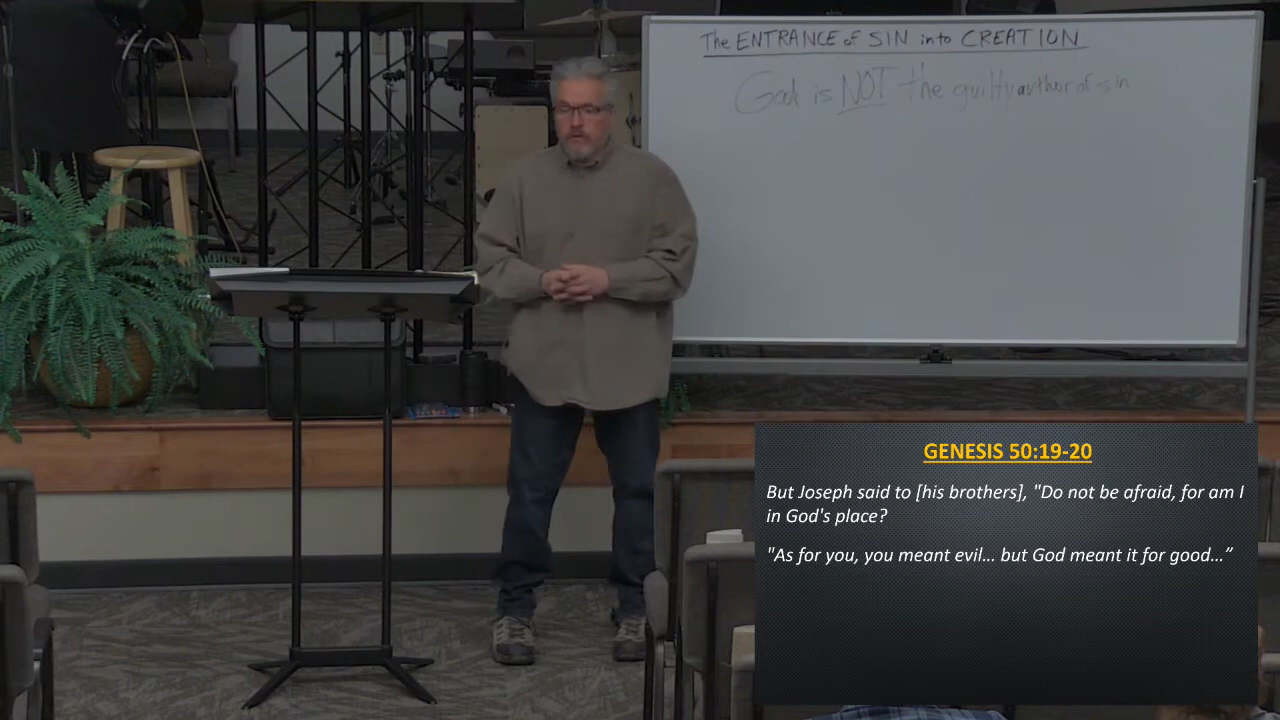 The ENTRANCE of SIN into CREATION
God is NOT the guilty author of sin
GENESIS 50:19-20
But Joseph said to [his brothers], "Do not be afraid, for am I
in God's place?
"As for you, you meant evil... but God meant it for good...”